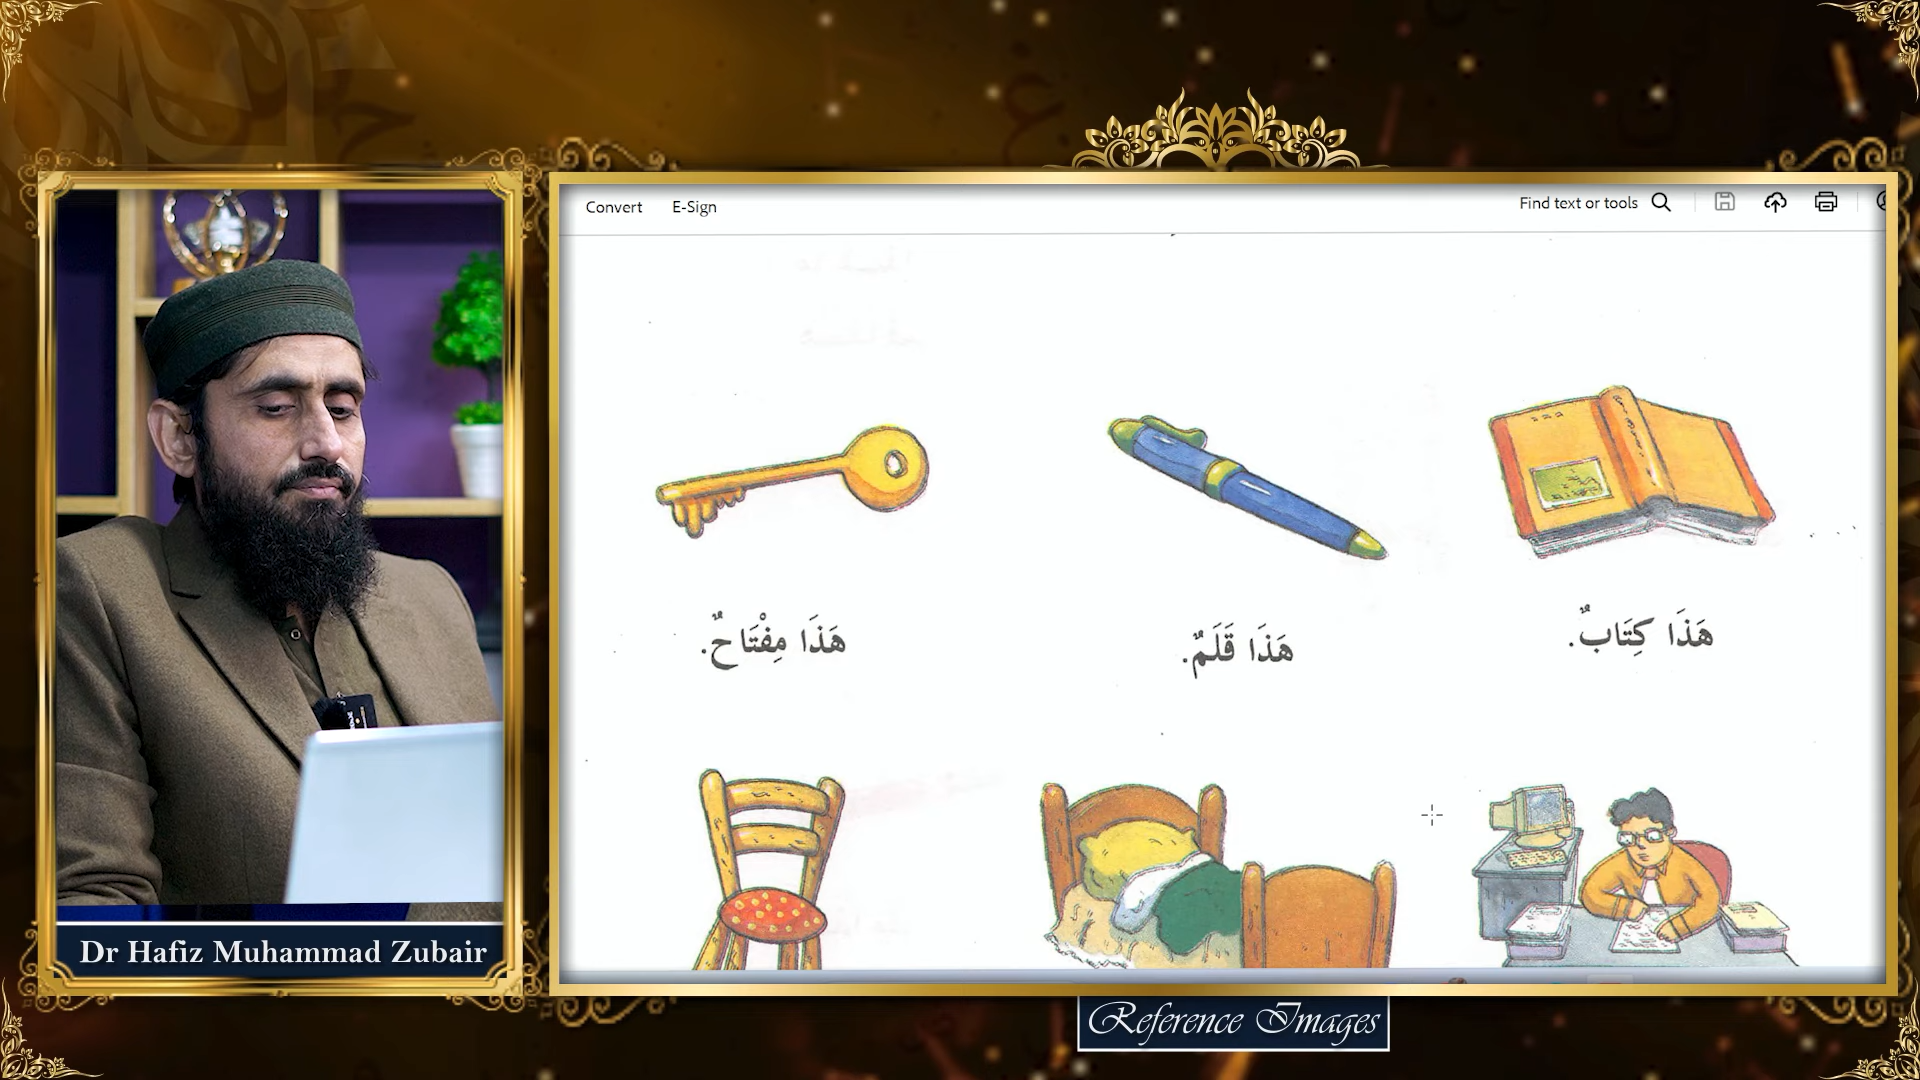 Convert E-Sign Find text or tools
هَذَا كِتَابٌ. هَذَا قَلَمٌ. هَذَا مِفْتَاحٌ.
Dr Hafiz Muhammad Zubair
Reference Images